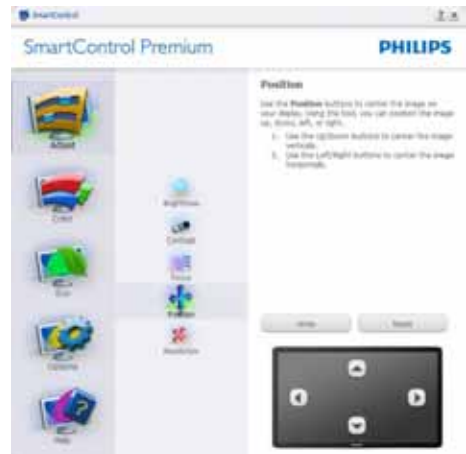 SmartControl
? x
SmartControl Premium
PHILIPS
Adjust
Color
Eco
Options
Help
Brightness
Contrast
Focus
Position
Resolution
Position
Use the Position buttons to center the image on
your display. Using the tool, you can control the image
up, down, left, or right.
1. Use the Up/Down buttons to center the image
vertically.
2. Use the Left/Right buttons to center the image
horizontally.
Reset